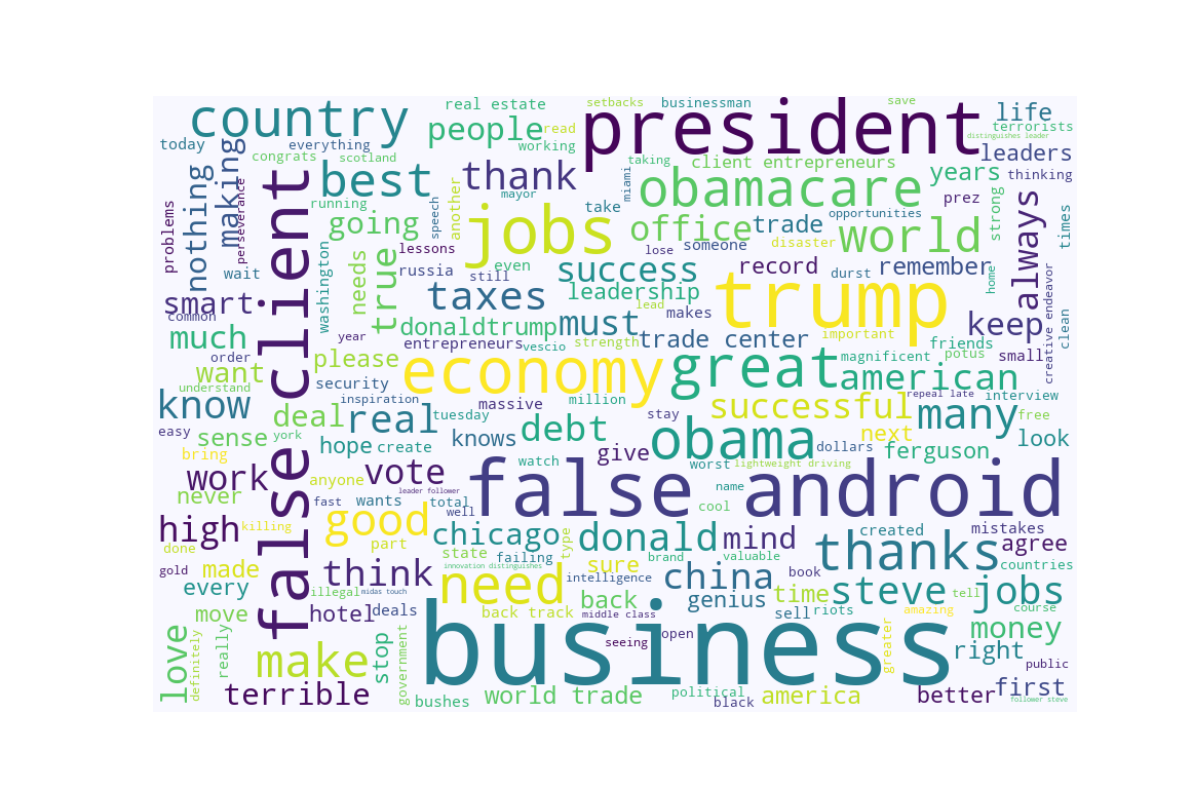 real estate
setbacks
businessman
save
country
people
read
president
life
today
everything
working
distinguishes leader
terrorists
making
congrats
scotland
thank
taking
client entrepreneurs
leaders
nothing
perseverance
best
mayor
miami
obamacare
years
thinking
problems
false client
running
speech
another
jobs
take
office
trade
opportunities
prez
strong
always
times
going
lessons
lose
someone
disaster
world
wait
washington
needs
true
russia
still
even
success
record
durst
remember
home
smart
taxes
leadership
lead
makes
trump
common
donaldtrump
must
keep
creative endeavor
clean
much
year
entrepreneurs
vescio
strength
trade center
important
friends
order
please
economy
great
magnificent
potus
small
want
security
american
understand
inspiration
massive
million
successful
repeal late
interview
know
deal
real
tuesday
stay
many
free
easy
sense
york
hope
create
knows
debt
obama
dollars
next
ferguson
look
bring
give
work
anyone
vote
watch
worst
lightweight driving
never
fast
wants
leader follower
total
well
false android
name
cool
high
killing
good
chicago
donald
mind
created
mistakes
done
part
state
failing
type
brand
valuable
thanks
agree
gold
made
think
innovation distinguishes
sure
china
book
countries
every
illegal
midas touch
need
intelligence
steve jobs
move
hotel
deals
back track
back
middle class
genius
time
tell
sell
riots
amazing
course
love
definitely
really
stop
government
business
seeing
open
greater
money
make
right
public
terrible
bushes
world trade
political
black
america
better
first
follower steve